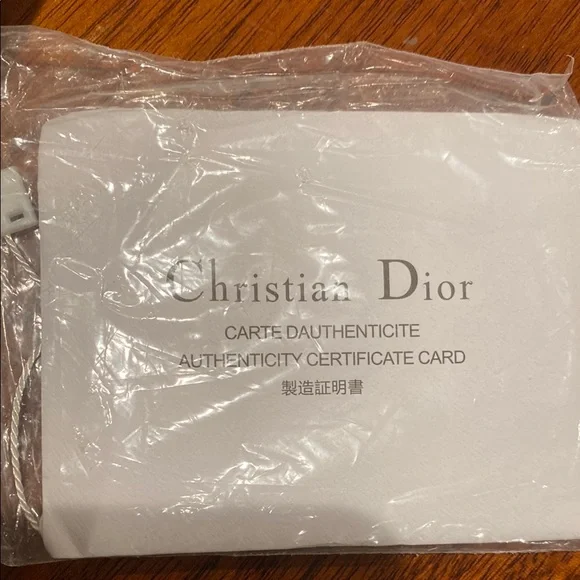 Christian Dior
CARTE DAUTHENTICITE
AUTHENTICITY CERTIFICATE CARD
製造証明書